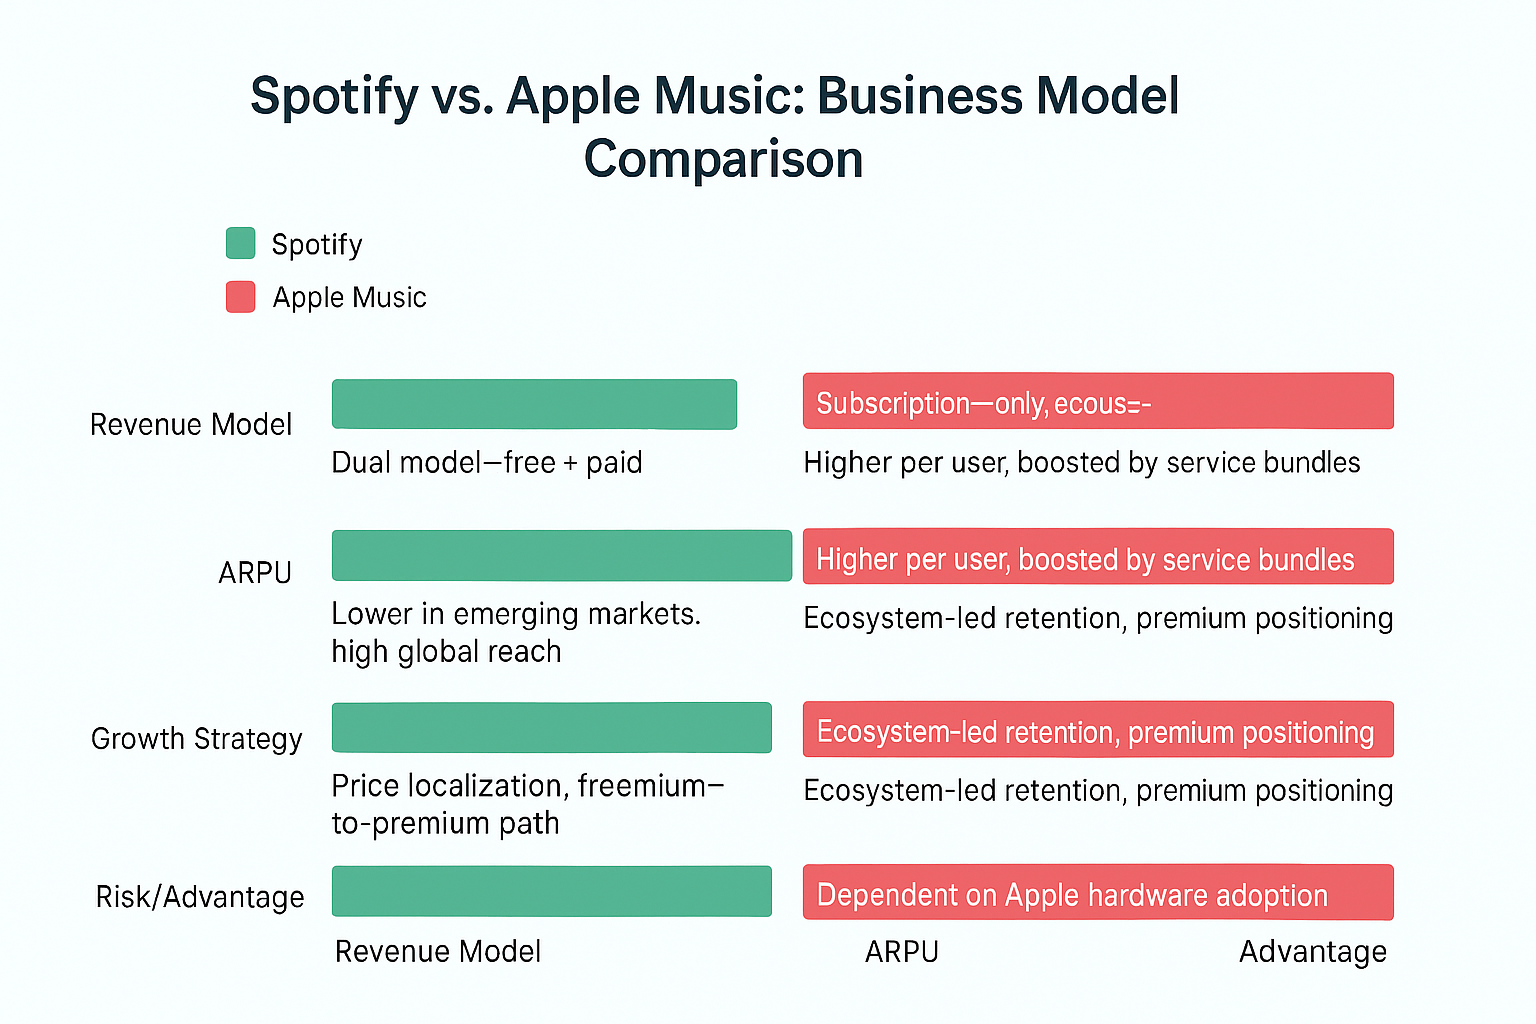 Spotify vs. Apple Music: Business Model
Comparison
Spotify
Apple Music
Revenue Model
Subscription—only, ecous=-
Dual model—free + paid
Higher per user, boosted by service bundles
ARPU
Higher per user, boosted by service bundles
Lower in emerging markets.
high global reach
Ecosystem-led retention, premium positioning
Growth Strategy
Ecosystem-led retention, premium positioning
Price localization, freemium—
to-premium path
Ecosystem-led retention, premium positioning
Risk/Advantage
Dependent on Apple hardware adoption
Revenue Model
ARPU
Advantage